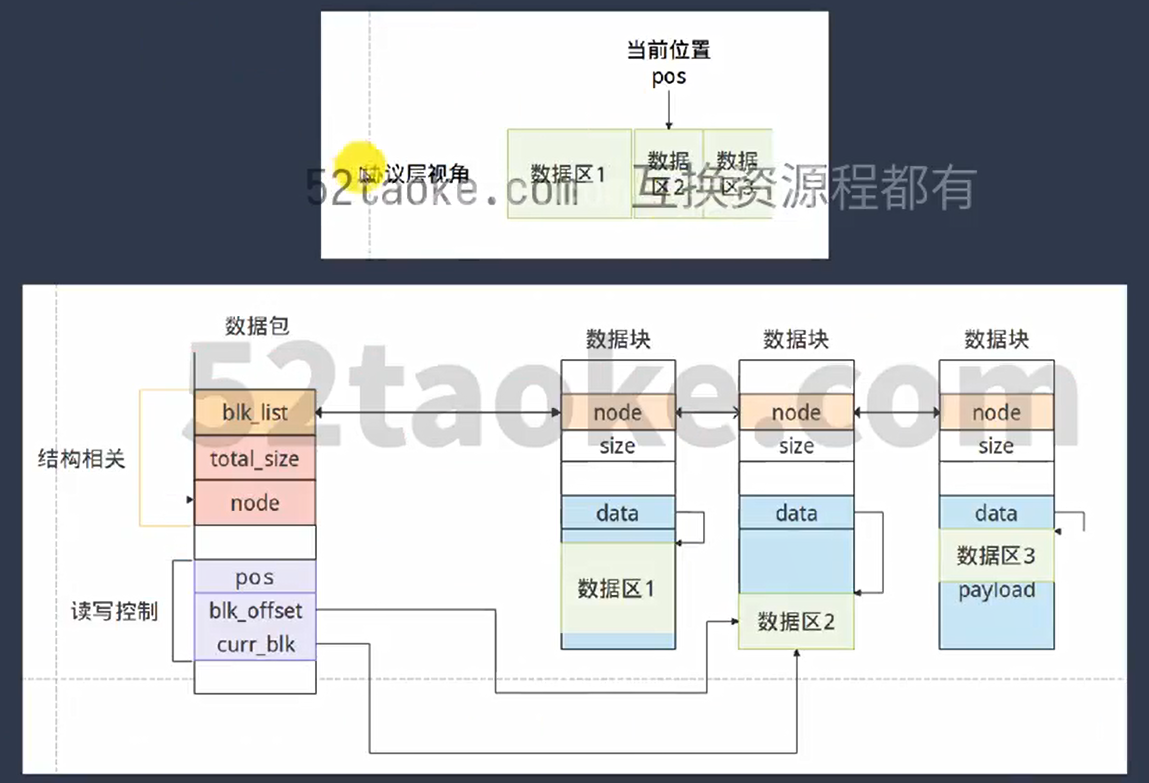 当前位置
pos
协议层视角
数据区1
数据
区2
数据
区3
52taoke.com 互换资源程都有
数据包
数据块
数据块
数据块
52taoke.com
blk_list
node
node
node
结构相关
total_size
size
size
size
node
data
data
data
数据区1
数据区3
payload
读写控制
pos
blk_offset
curr_blk
数据区2